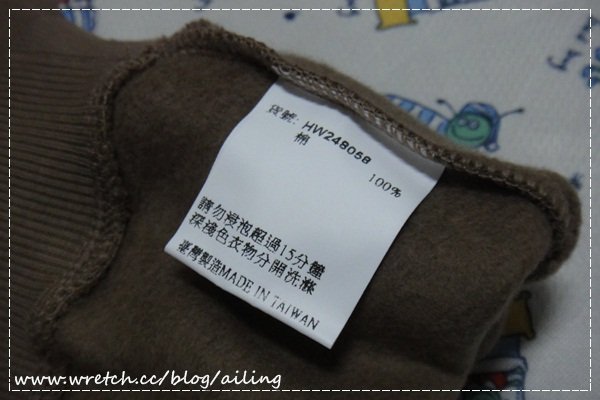 貨號: HW248058
棉 100%
請勿浸泡超過15分鐘
深淺色衣物分開洗滌
臺灣製造MADE IN TAIWAN
www.wretch.cc/blog/ailing